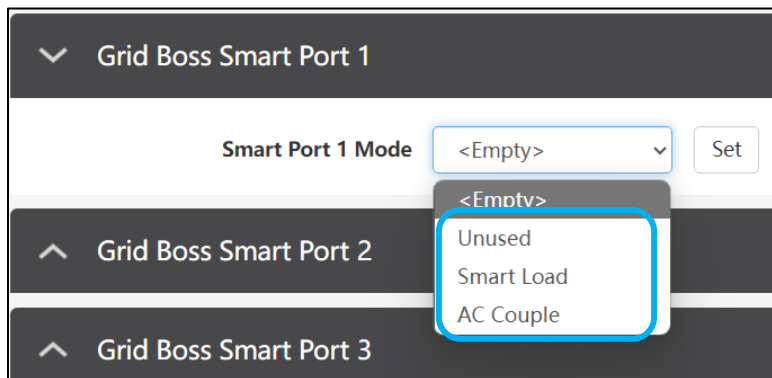 Grid Boss Smart Port 1
Smart Port 1 Mode <Empty> Set
<Empty>
Unused
Grid Boss Smart Port 2
Smart Load
AC Couple
Grid Boss Smart Port 3